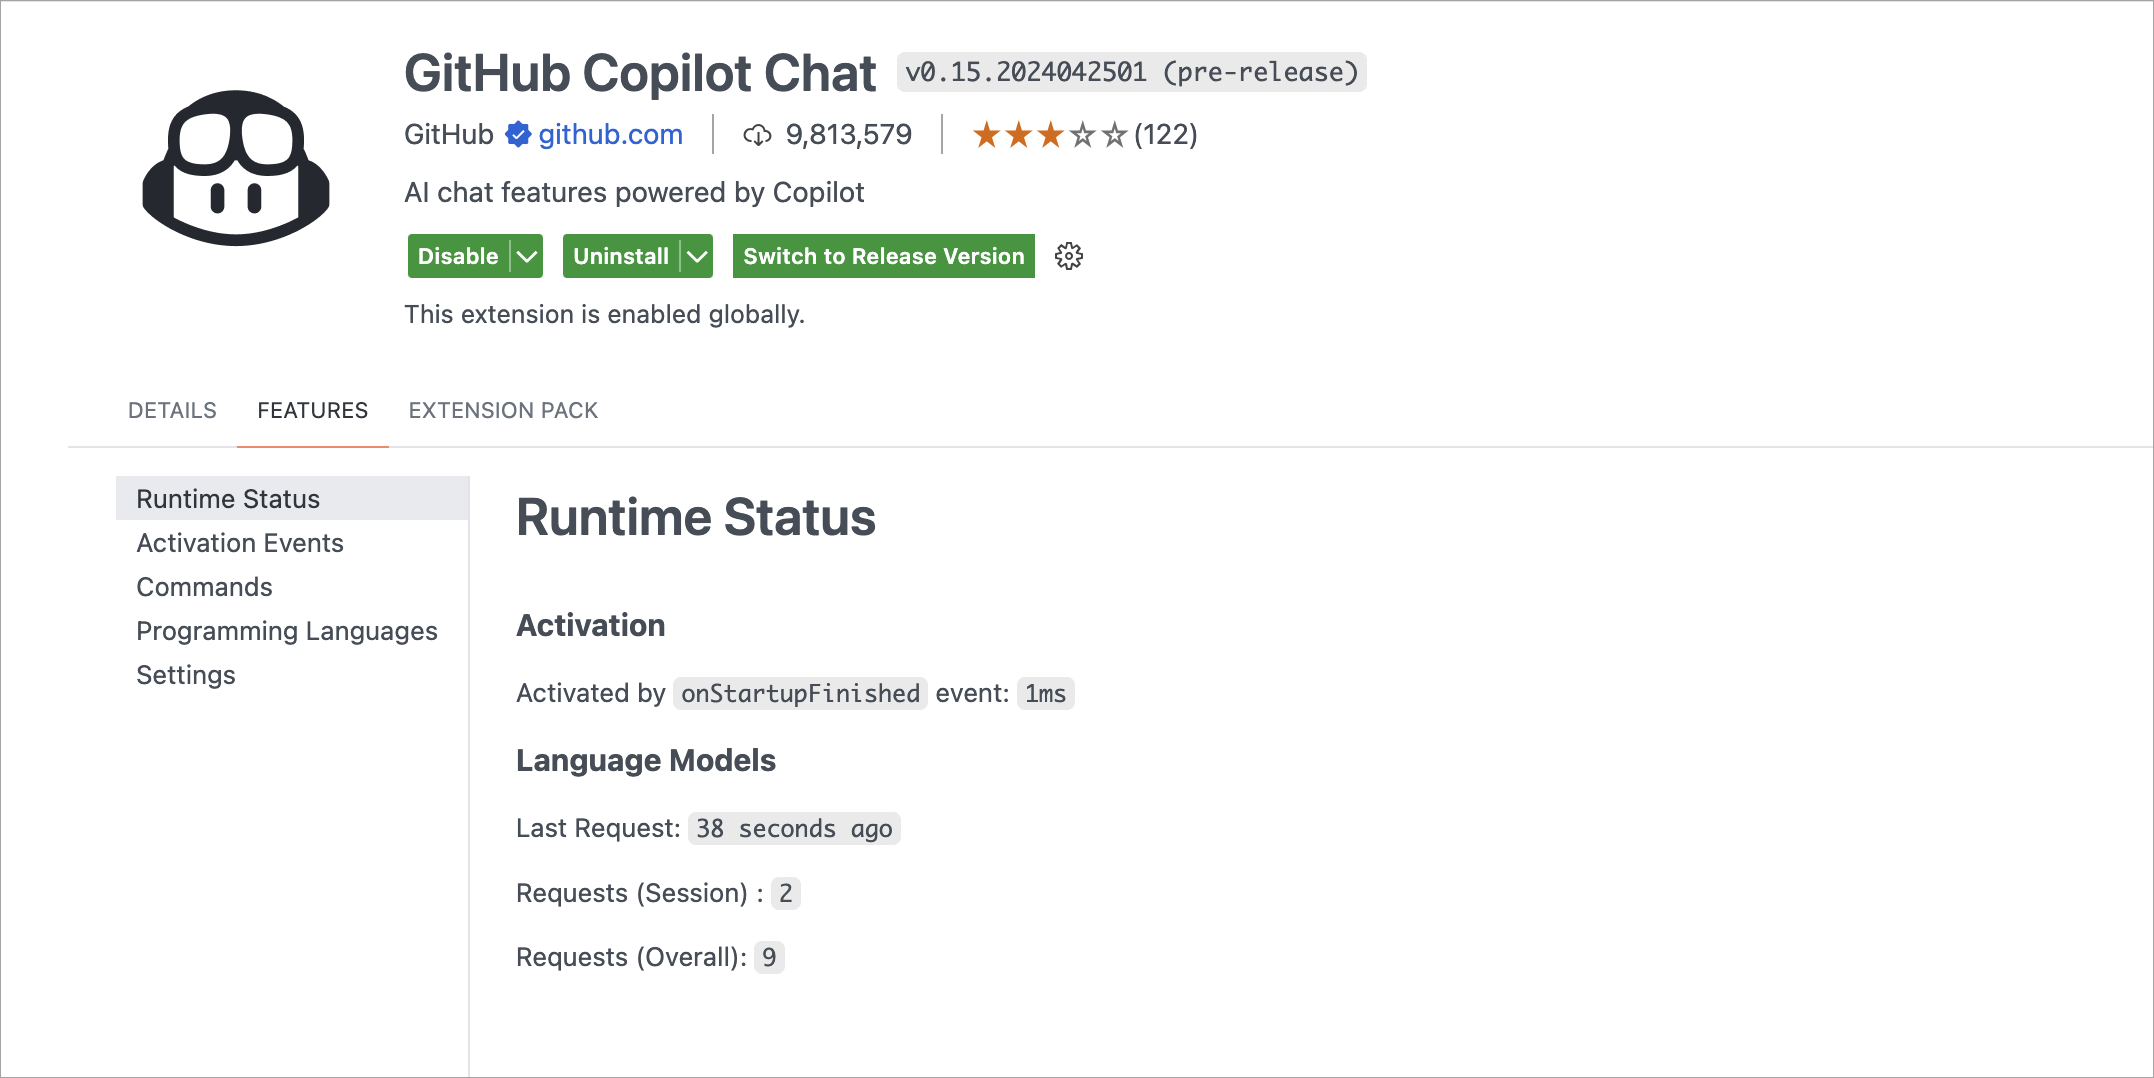 GitHub Copilot Chat v0.15.2024042501 (pre-release)
GitHub github.com 9,813,579 (122)
AI chat features powered by Copilot
Disable Uninstall Switch to Release Version
This extension is enabled globally.
DETAILS FEATURES EXTENSION PACK
Runtime Status
Activation Events
Commands
Programming Languages
Settings
Runtime Status
Activation
Activated by onStartupFinished event: 1ms
Language Models
Last Request: 38 seconds ago
Requests (Session) : 2
Requests (Overall): 9